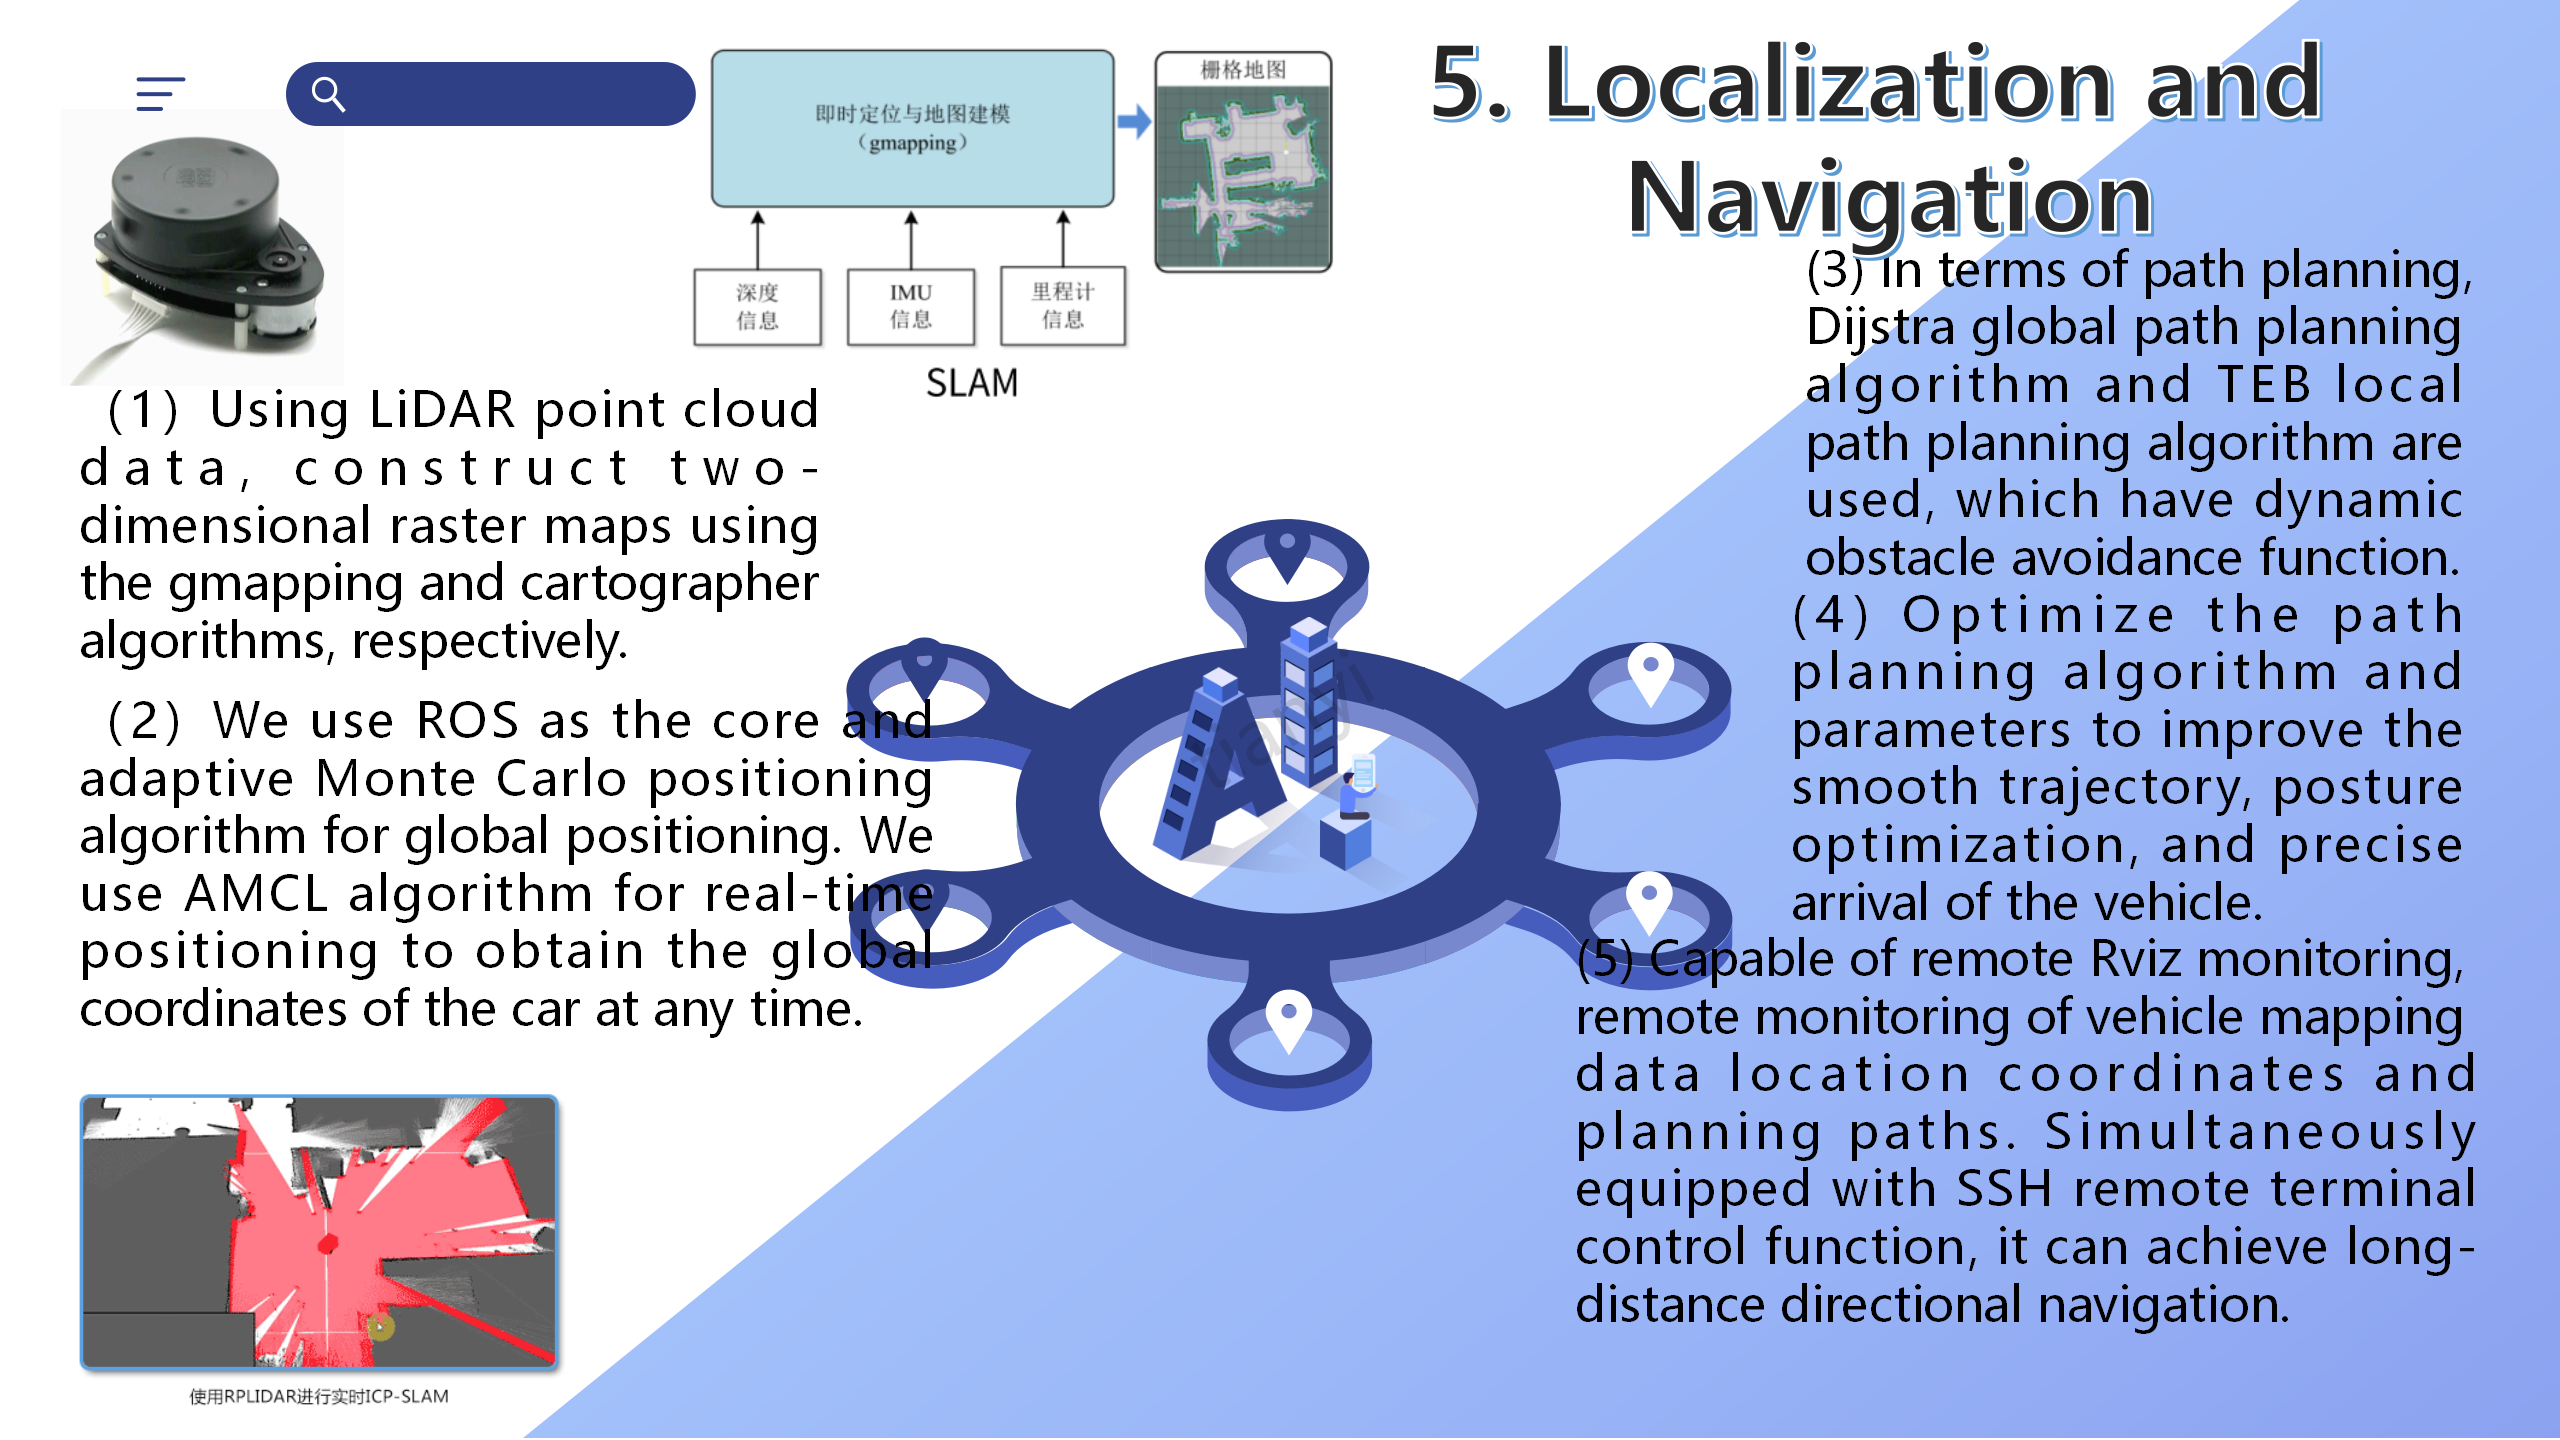 5. Localization and
Navigation
即时定位与地图建模
（gmapping）
栅格地图
深度
信息
IMU
信息
里程计
信息
SLAM
(1) Using LiDAR point cloud
data, construct two-
dimensional raster maps using
the gmapping and cartographer
algorithms, respectively.
(2) We use ROS as the core and
adaptive Monte Carlo positioning
algorithm for global positioning. We
use AMCL algorithm for real-time
positioning to obtain the global
coordinates of the car at any time.
使用RPLIDAR进行实时ICP-SLAM
(3) In terms of path planning,
Dijstra global path planning
algorithm and TEB local
path planning algorithm are
used, which have dynamic
obstacle avoidance function.
(4) Optimize the path
planning algorithm and
parameters to improve the
smooth trajectory, posture
optimization, and precise
arrival of the vehicle.
(5) Capable of remote Rviz monitoring,
remote monitoring of vehicle mapping
data location coordinates and
planning paths. Simultaneously
equipped with SSH remote terminal
control function, it can achieve long-
distance directional navigation.